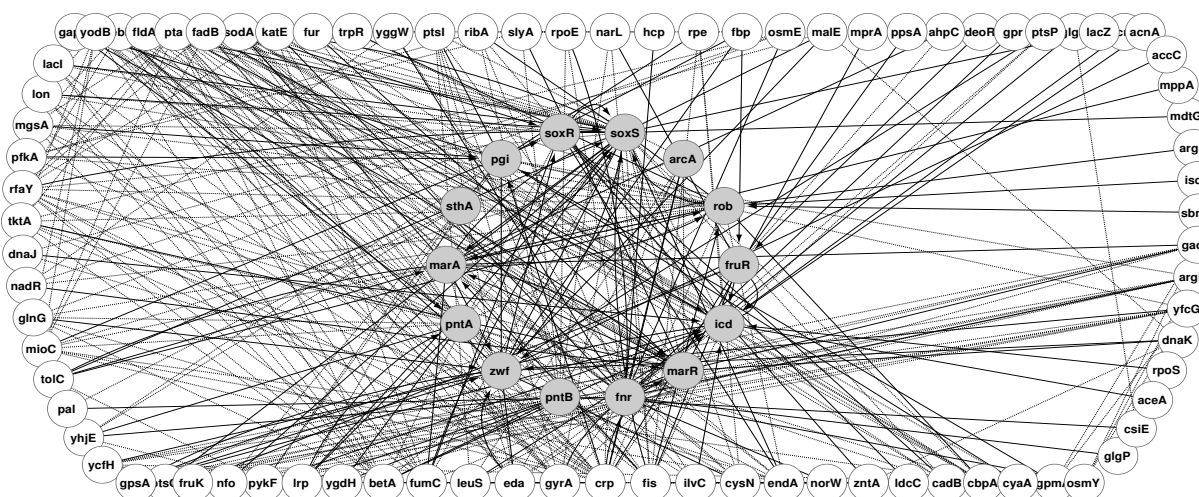 yodB
fldA
pta
fadB
sodA
katE
fur
trpR
yggW
ptsI
ribA
slyA
rpoE
narL
hcp
rpe
fbp
osmE
malE
mprA
ppsA
ahpC
deoR
gpr
ptsP
lacZ
acnA
lacI
accC
lon
mppA
mgsA
soxR
soxS
mdtG
pfkA
pgi
arcA
rfaY
sthA
rob
tktA
dnaJ
marA
fruR
nadR
glnG
pntA
icd
yfcG
mioC
dnaK
tolC
zwf
marR
rpoS
pal
pntB
fnr
aceA
yhjE
csiE
ycfH
glgP
gpsA
fruK
nfo
pykF
lrp
ygdH
betA
fumC
leuS
eda
gyrA
crp
fis
ilvC
cysN
endA
norW
zntA
ldcC
cadB
cbpA
cyaA
gpm
osmY